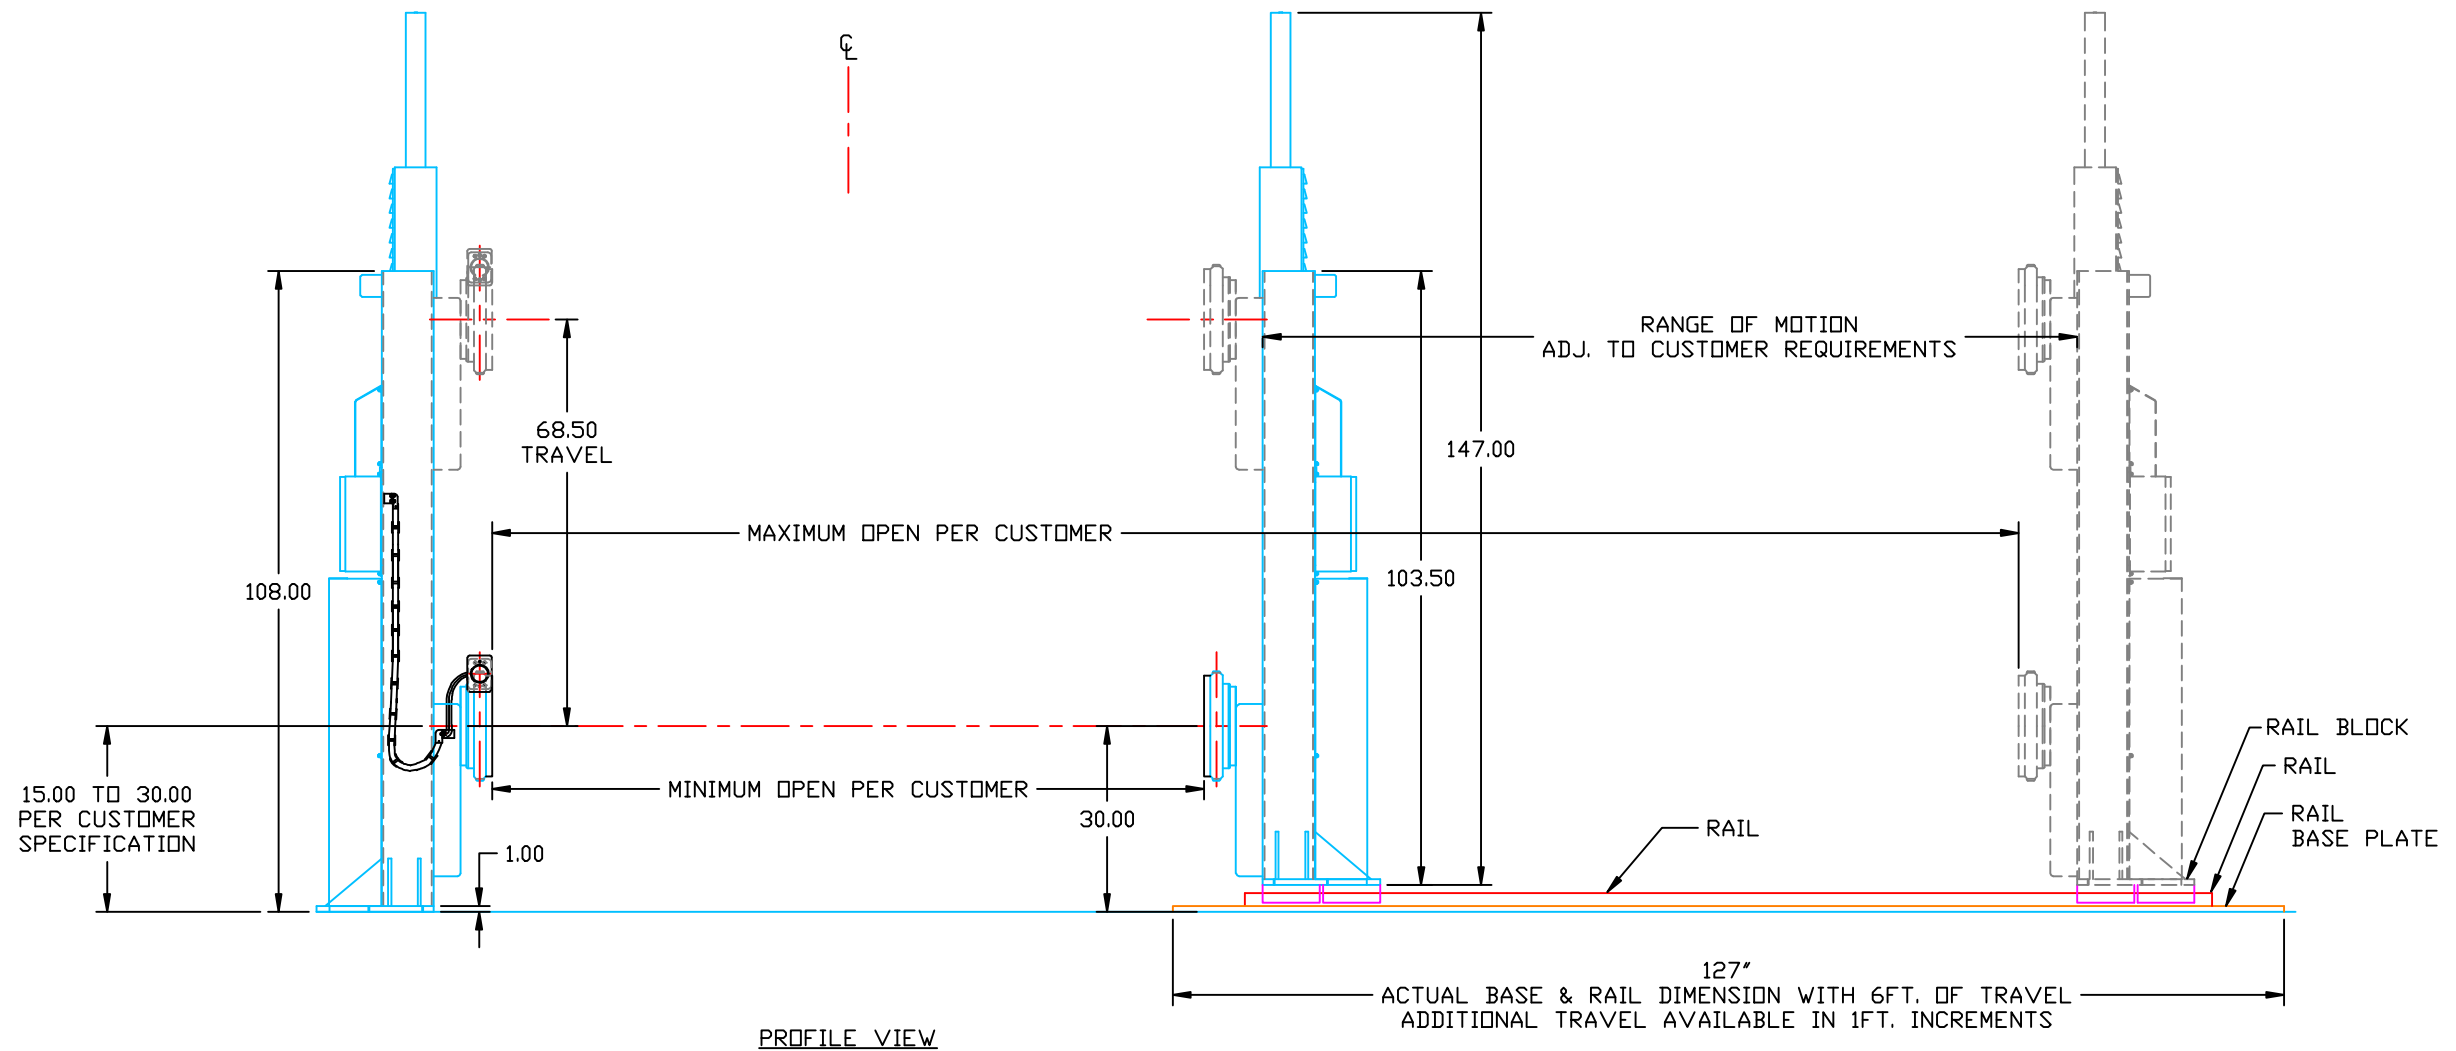 ℄
RANGE OF MOTION
ADJ. TO CUSTOMER REQUIREMENTS
68.50
TRAVEL
147.00
MAXIMUM OPEN PER CUSTOMER
103.50
108.00
RAIL BLOCK
RAIL
15.00 TO 30.00
PER CUSTOMER
SPECIFICATION
MINIMUM OPEN PER CUSTOMER
30.00
RAIL
RAIL
BASE PLATE
1.00
127"
ACTUAL BASE & RAIL DIMENSION WITH 6FT. OF TRAVEL
ADDITIONAL TRAVEL AVAILABLE IN 1FT. INCREMENTS
PROFILE VIEW